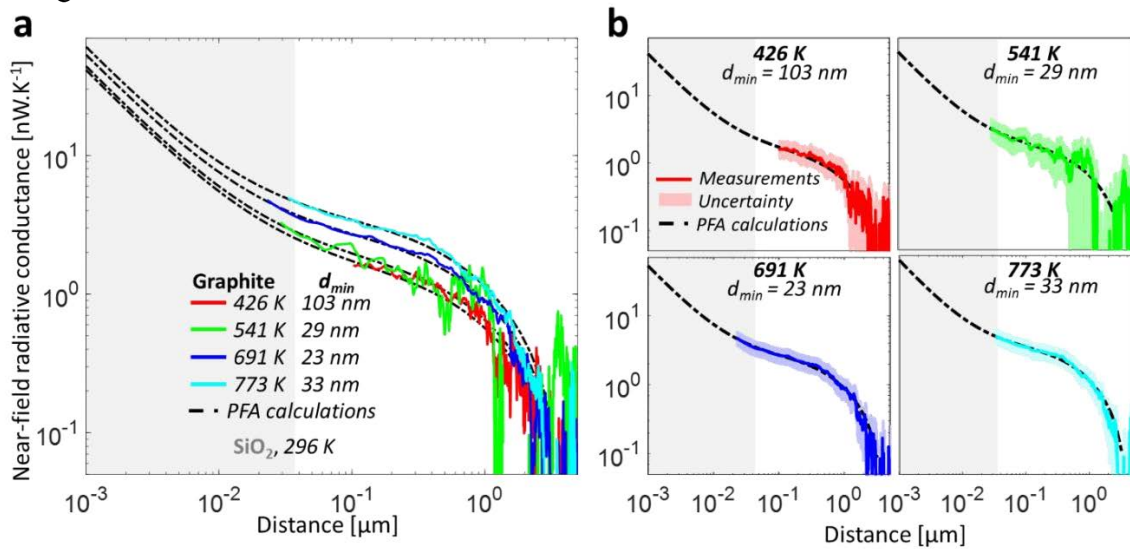 a
Near-field radiative conductance [nW.K⁻¹]
10¹
10⁰
10⁻¹
Graphite d_min
426 K 103 nm
541 K 29 nm
691 K 23 nm
773 K 33 nm
PFA calculations
SiO₂, 296 K
10⁻³ 10⁻² 10⁻¹ 10⁰
Distance [µm]
b
426 K
d_min = 103 nm
10¹
10⁰
10⁻¹
Measurements
Uncertainty
PFA calculations
541 K
d_min = 29 nm
691 K
d_min = 23 nm
10¹
10⁰
10⁻¹
10⁻³ 10⁻² 10⁻¹ 10⁰
773 K
d_min = 33 nm
10⁻³ 10⁻² 10⁻¹ 10⁰
Distance [µm]